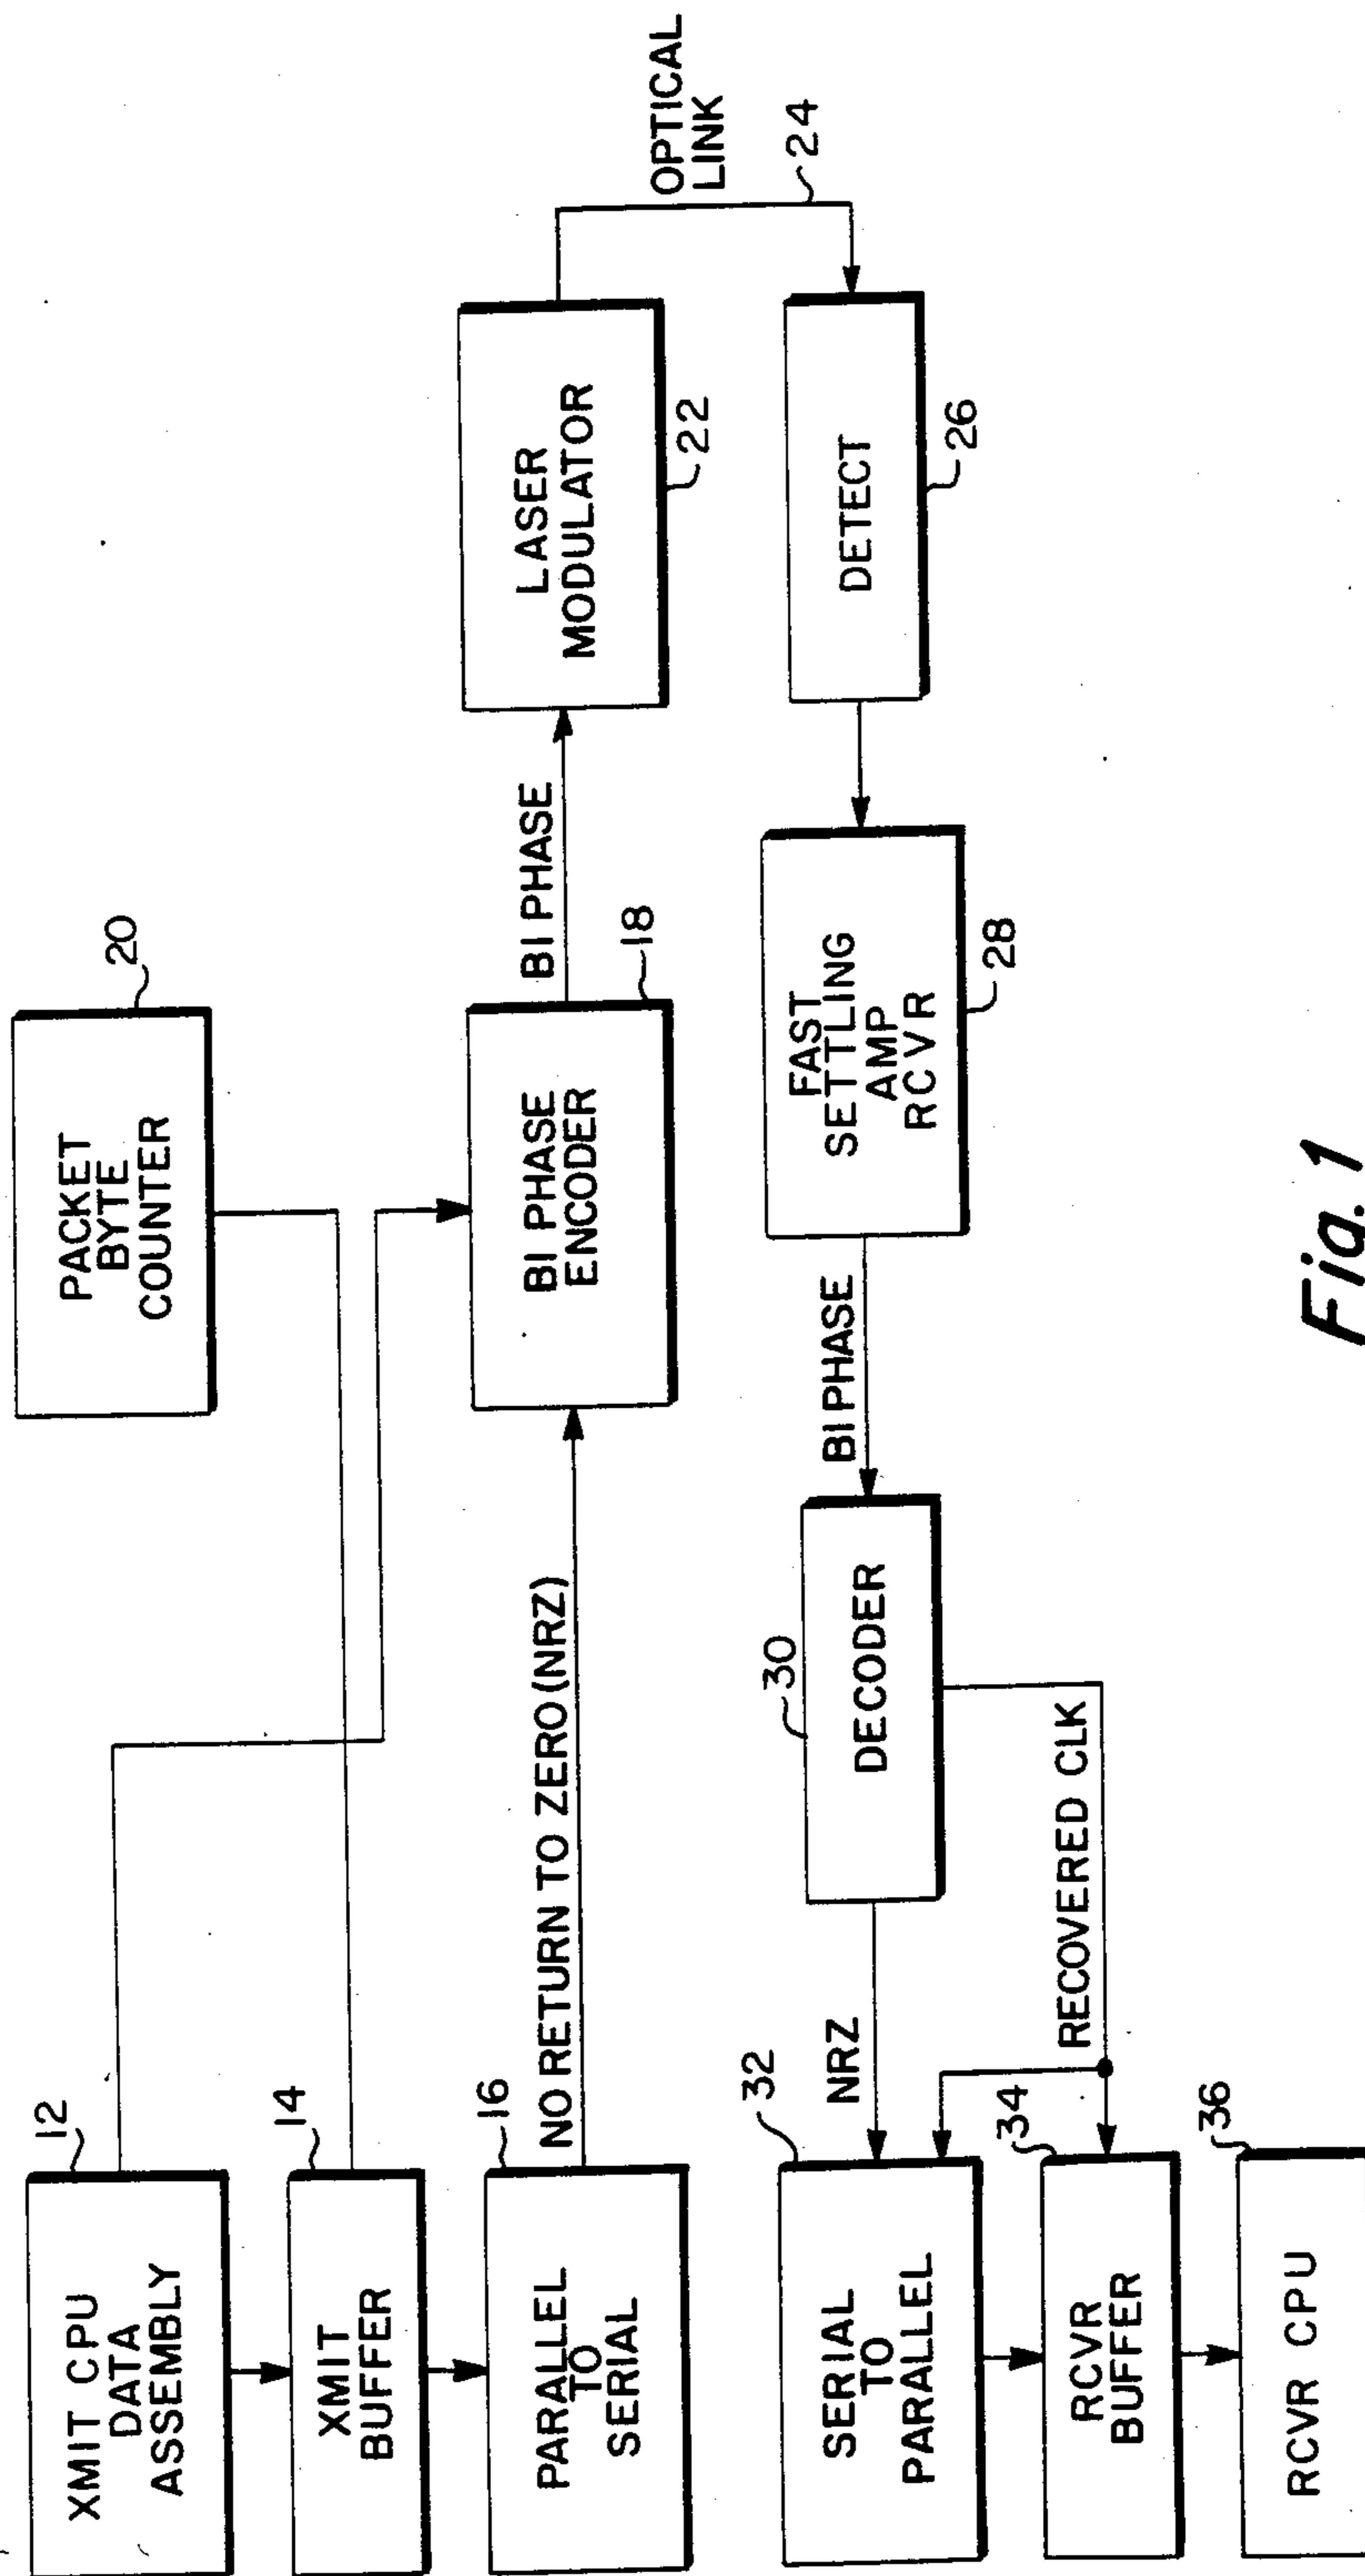 XMIT CPU
DATA
ASSEMBLY
12
XMIT
BUFFER
14
PARALLEL
TO
SERIAL
16
NO RETURN TO ZERO (NRZ)
PACKET
BYTE
COUNTER
20
BI PHASE
ENCODER
18
BI PHASE
LASER
MODULATOR
22
OPTICAL
LINK
24
DETECT
26
FAST
SETTLING
AMP
RCVR
28
BI PHASE
DECODER
30
NRZ
RECOVERED CLK
SERIAL
TO
PARALLEL
32
RCVR
BUFFER
34
RCVR CPU
36
Fig. 1